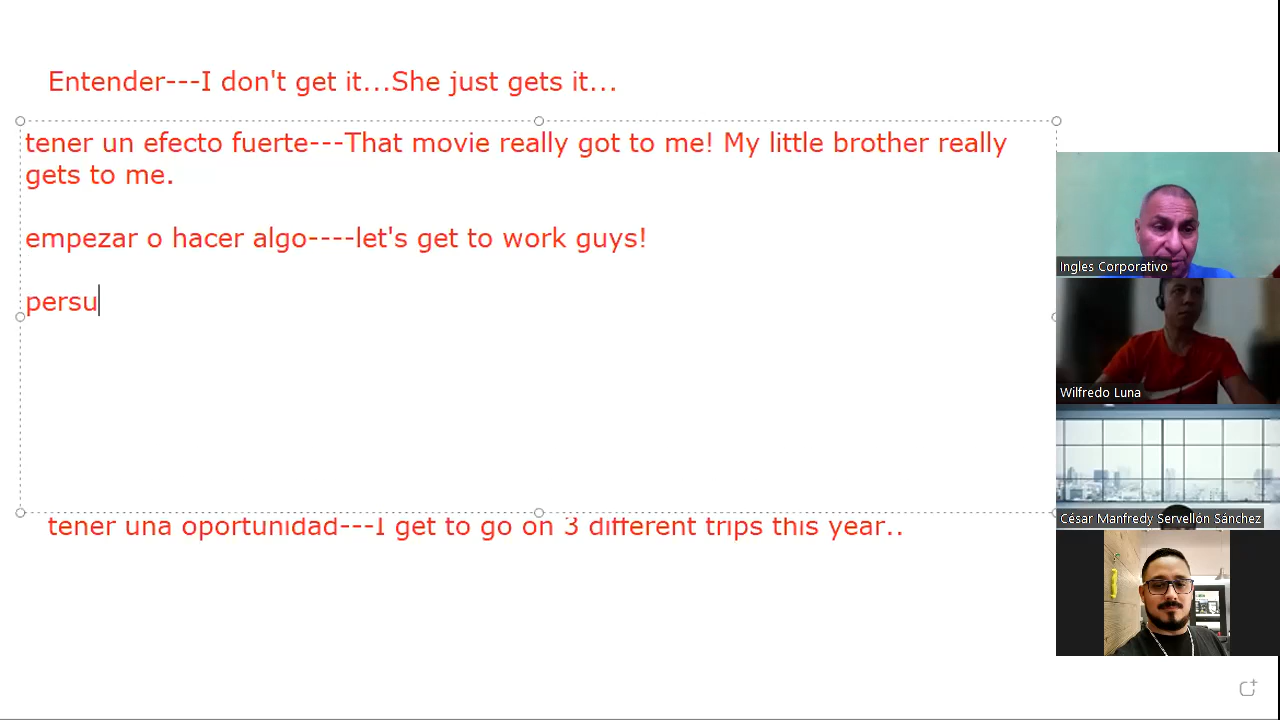 Entender---I don't get it...She just gets it...
tener un efecto fuerte---That movie really got to me! My little brother really
gets to me.
empezar o hacer algo----let's get to work guys!
persu
tener una oportunidad---I get to go on 3 different trips this year..
Ingles Corporativo
Wilfredo Luna
César Manfredy Servellón Sánchez